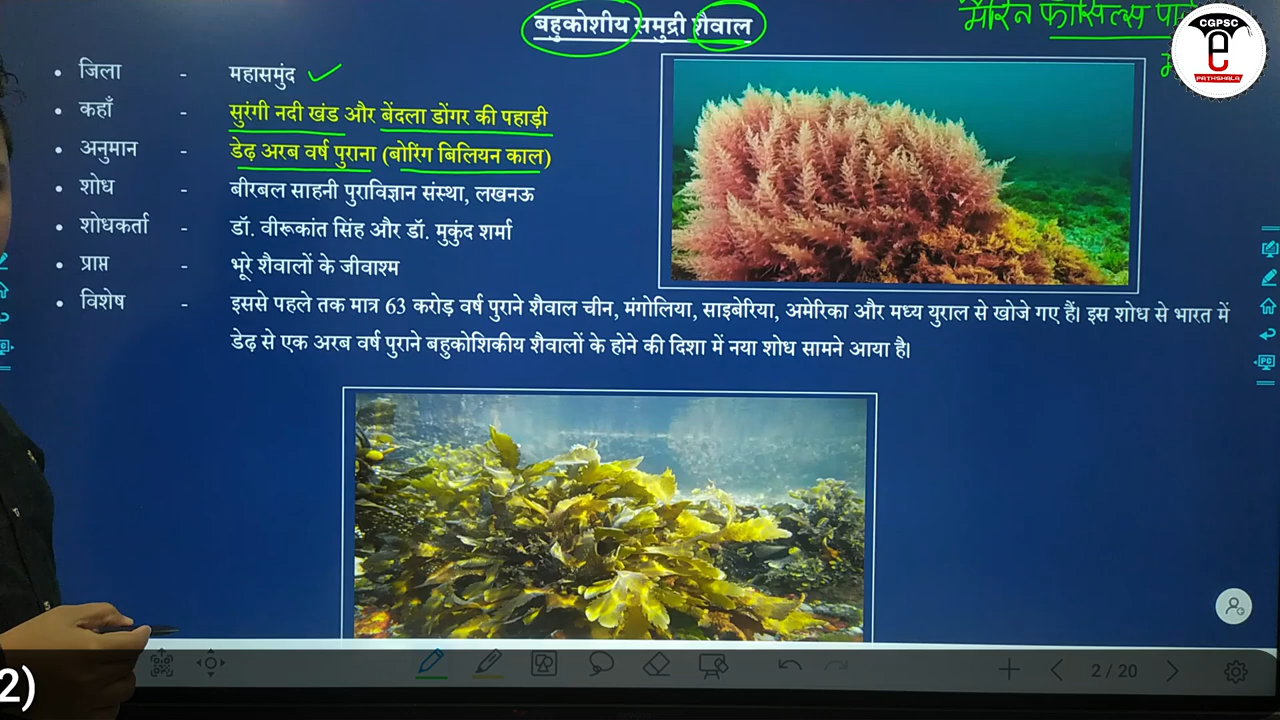 बहुकोशीय समुद्री शैवाल
मैरिन फॉसिल्स
CGPSC
e
PATHSHALA
• जिला - महासमुंद ✓
• कहाँ - सुरंगी नदी खंड और बेंदला डोंगर की पहाड़ी
• अनुमान - डेढ़ अरब वर्ष पुराना (बोरिंग बिलियन काल)
• शोध - बीरबल साहनी पुराविज्ञान संस्था, लखनऊ
• शोधकर्ता - डॉ. वीरूकांत सिंह और डॉ. मुकुंद शर्मा
• प्राप्त - भूरे शैवालों के जीवाश्म
• विशेष - इससे पहले तक मात्र 63 करोड़ वर्ष पुराने शैवाल चीन, मंगोलिया, साइबेरिया, अमेरिका और मध्य युराल से खोजे गए हैं। इस शोध से भारत में
डेढ़ से एक अरब वर्ष पुराने बहुकोशिकीय शैवालों के होने की दिशा में नया शोध सामने आया है।
2 / 20
2)